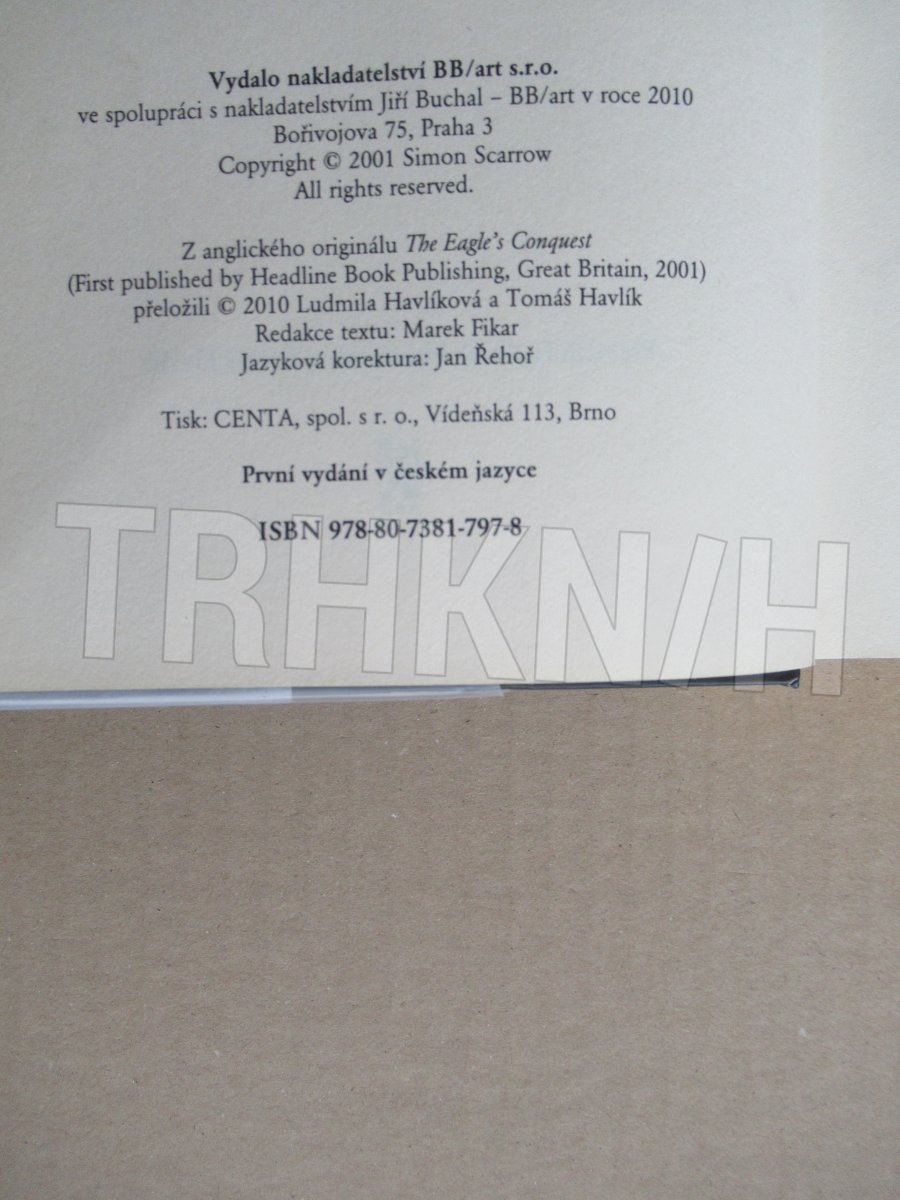 Vydalo nakladatelství BB/art s.r.o.
ve spolupráci s nakladatelstvím Jiří Buchal – BB/art v roce 2010
Bořivojova 75, Praha 3
Copyright © 2001 Simon Scarrow
All rights reserved.
Z anglického originálu The Eagle's Conquest
(First published by Headline Book Publishing, Great Britain, 2001)
přeložili © 2010 Ludmila Havlíková a Tomáš Havlík
Redakce textu: Marek Fikar
Jazyková korektura: Jan Řehoř
Tisk: CENTA, spol. s r. o., Vídeňská 113, Brno
První vydání v českém jazyce
ISBN 978-80-7381-797-8
TRHKN/H